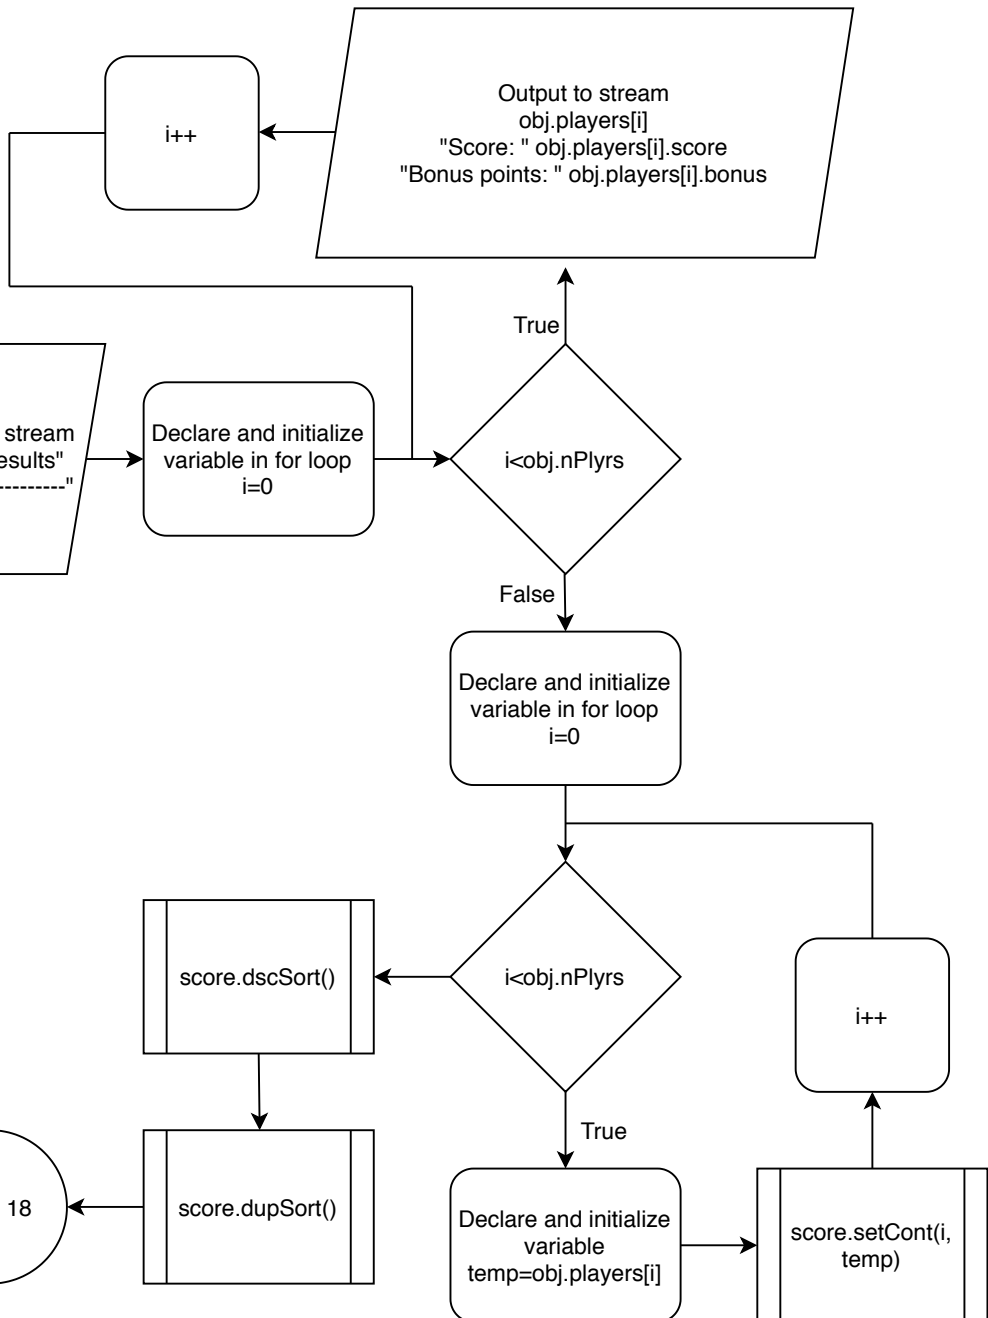 Output to stream
obj.players[i]
"Score: " obj.players[i].score
"Bonus points: " obj.players[i].bonus
i++
True
stream
esults"
---------"
Declare and initialize
variable in for loop
i=0
i<obj.nPlyrs
False
Declare and initialize
variable in for loop
i=0
score.dscSort()
i<obj.nPlyrs
i++
True
18
score.dupSort()
Declare and initialize
variable
temp=obj.players[i]
score.setCont(i,
temp)